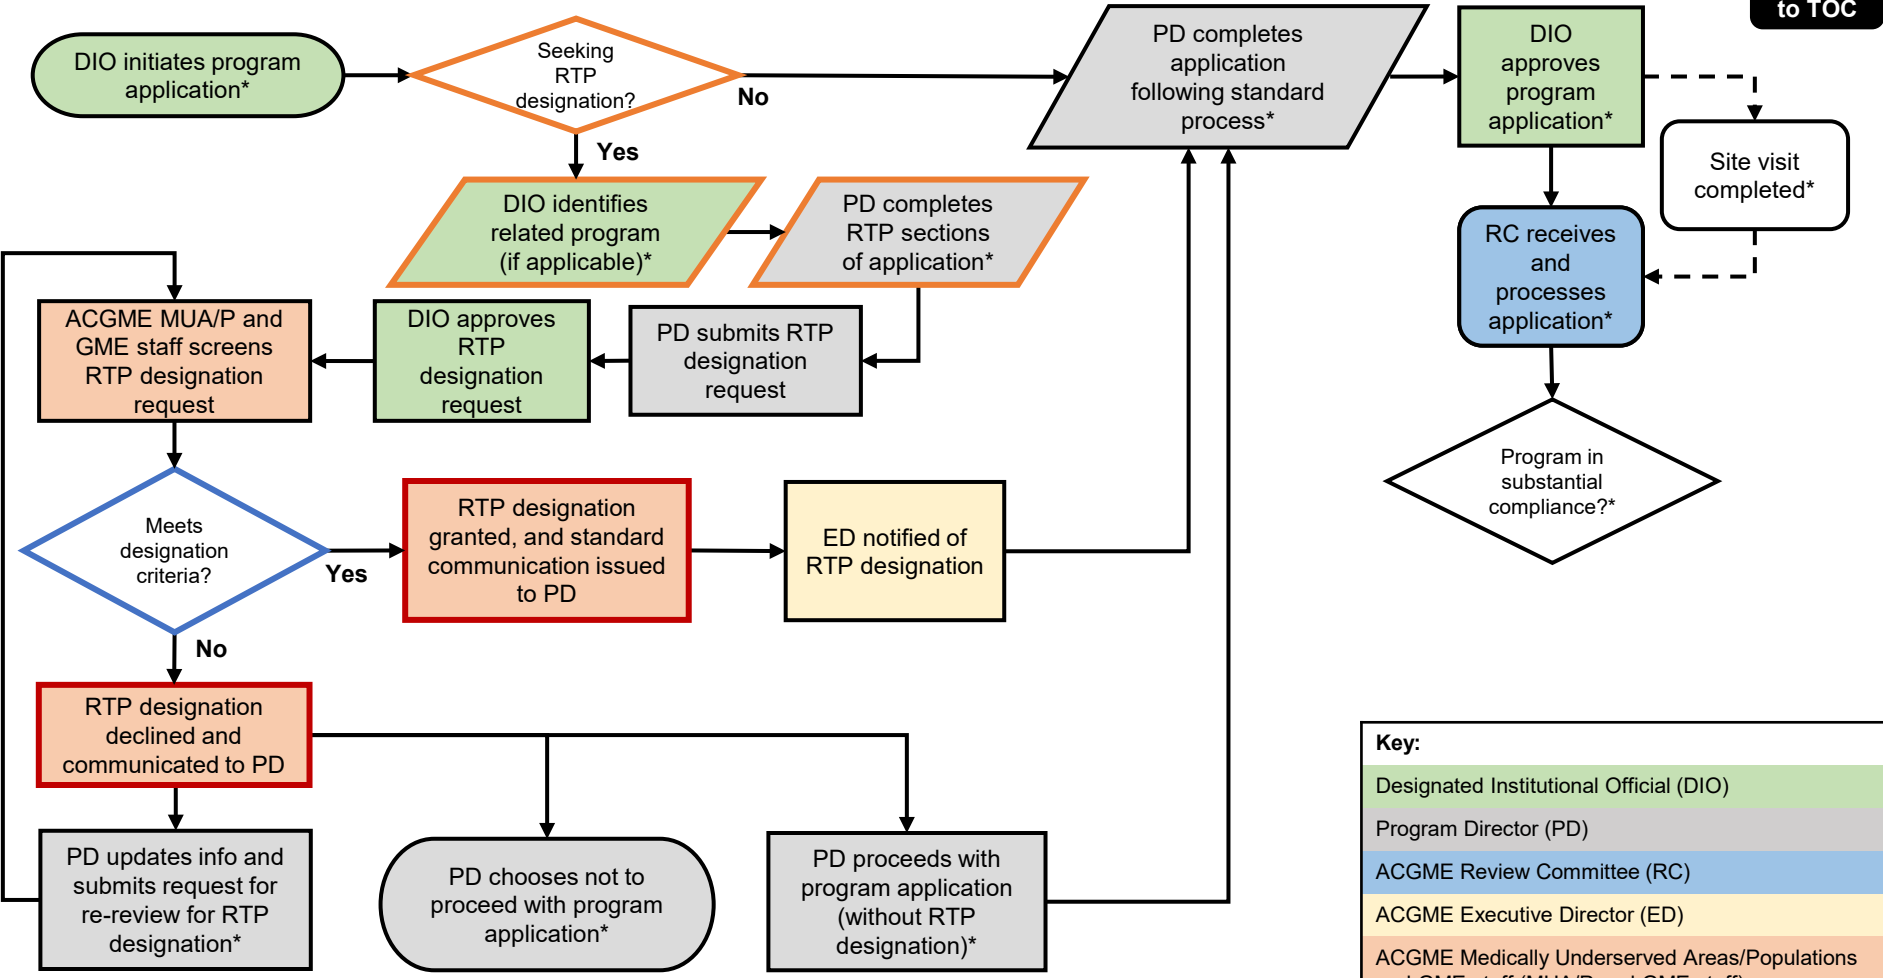 to TOC
DIO initiates program
application*
Seeking
RTP
designation?
No
Yes
PD completes
application
following standard
process*
DIO
approves
program
application*
Site visit
completed*
DIO identifies
related program
(if applicable)*
PD completes
RTP sections
of application*
RC receives
and
processes
application*
ACGME MUA/P and
GME staff screens
RTP designation
request
DIO approves
RTP
designation
request
PD submits RTP
designation
request
Program in
substantial
compliance?*
Meets
designation
criteria?
Yes
No
RTP designation
granted, and standard
communication issued
to PD
ED notified of
RTP designation
RTP designation
declined and
communicated to PD
PD updates info and
submits request for
re-review for RTP
designation*
PD chooses not to
proceed with program
application*
PD proceeds with
program application
(without RTP
designation)*
Key:
Designated Institutional Official (DIO)
Program Director (PD)
ACGME Review Committee (RC)
ACGME Executive Director (ED)
ACGME Medically Underserved Areas/Populations
and GME staff (MUA/P and GME staff)